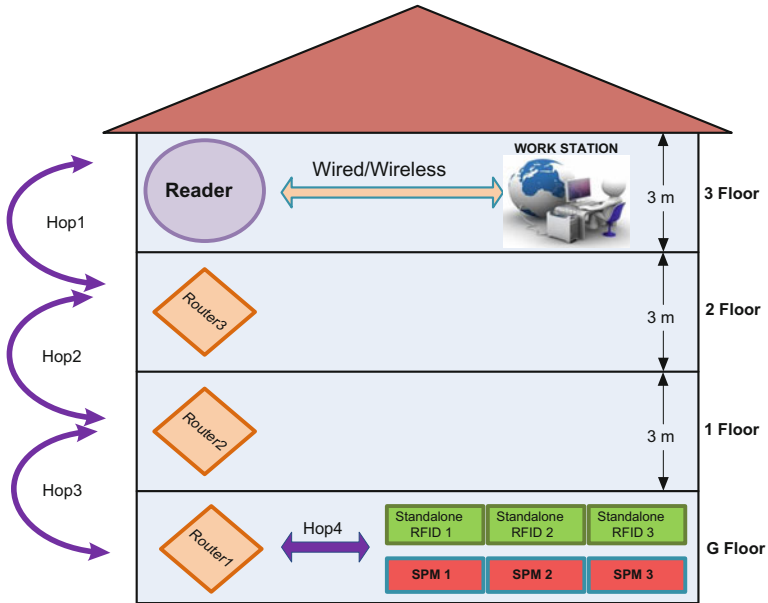 WORK STATION
Wired/Wireless
Reader
3 m
3 Floor
Hop1
Router3
3 m
2 Floor
Hop2
Router2
3 m
1 Floor
Hop3
Router1
Hop4
Standalone
RFID 1
Standalone
RFID 2
Standalone
RFID 3
G Floor
SPM 1
SPM 2
SPM 3